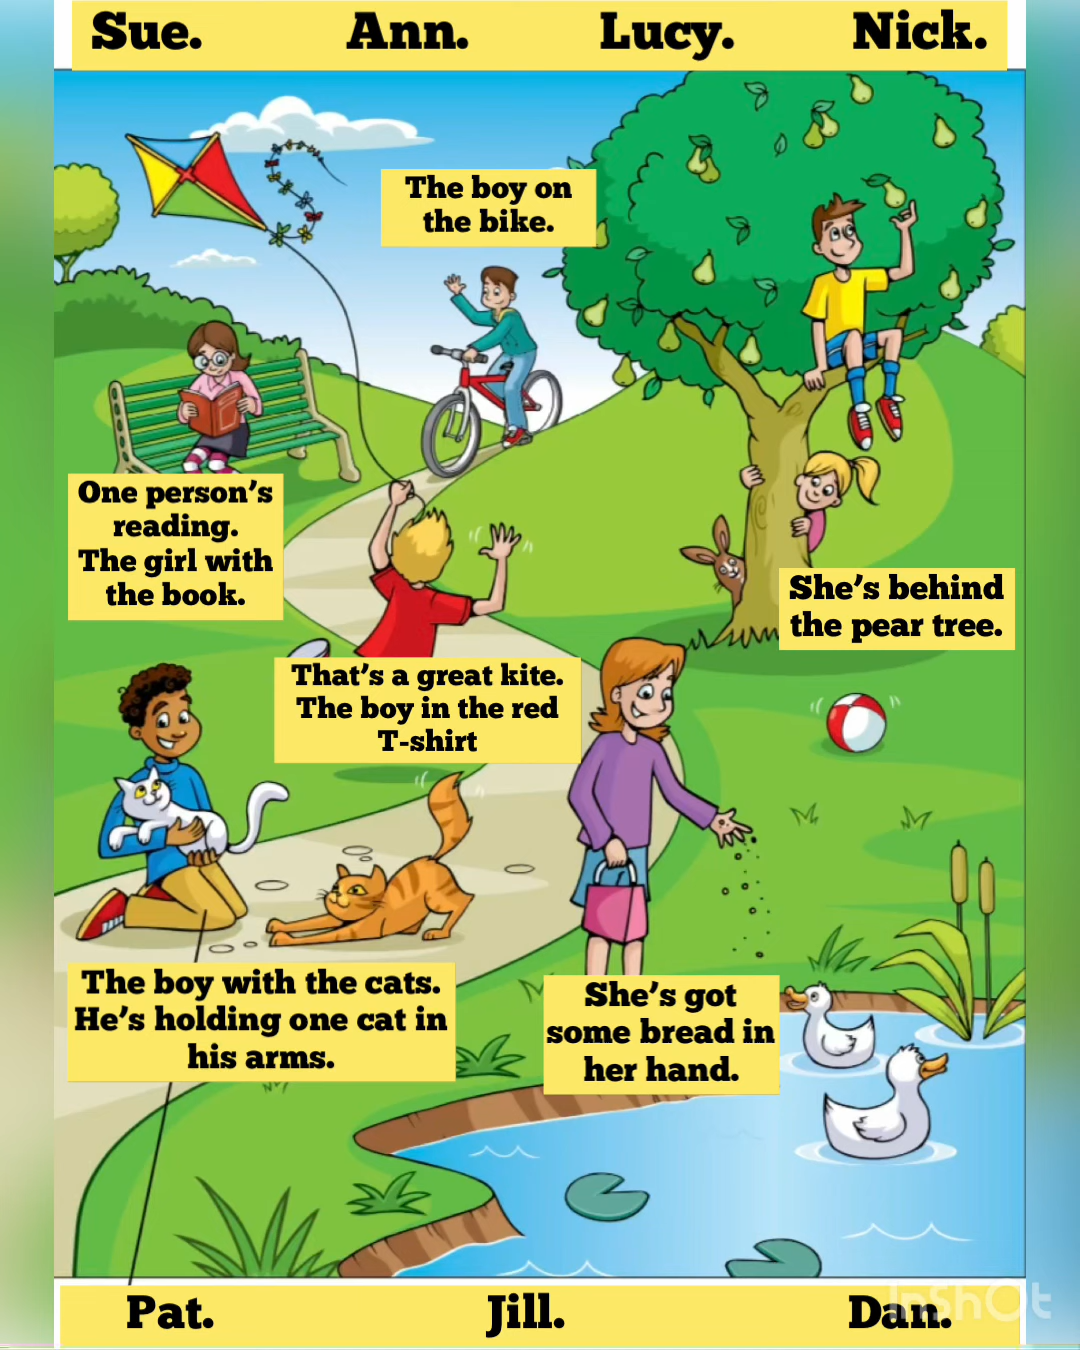 Sue. Ann. Lucy. Nick.
The boy on
the bike.
One person's
reading.
The girl with
the book.
She's behind
the pear tree.
That's a great kite.
The boy in the red
T-shirt
The boy with the cats.
He's holding one cat in
his arms.
She's got
some bread in
her hand.
Pat. Jill. Dan.
InShOt